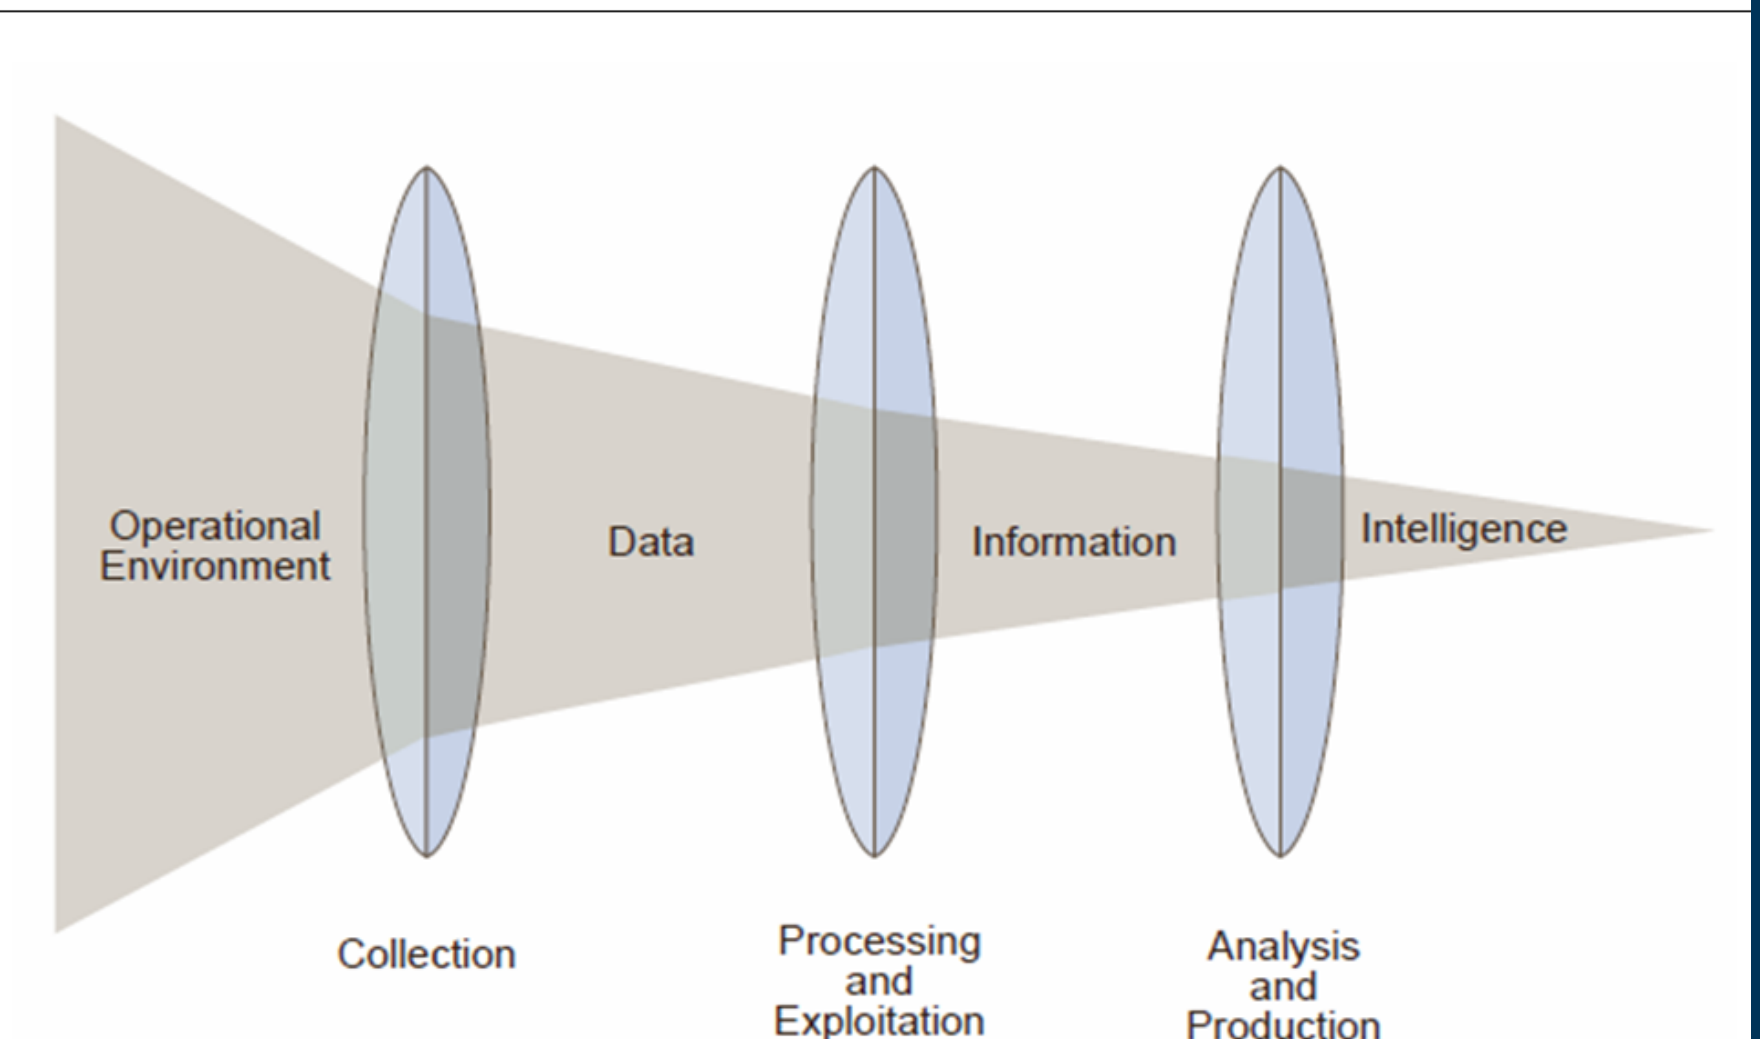 Operational
Environment
Data
Information
Intelligence
Collection
Processing
and
Exploitation
Analysis
and
Production